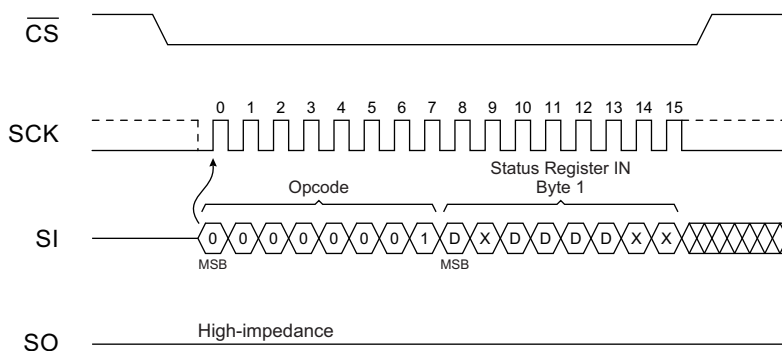 CS
0 1 2 3 4 5 6 7 8 9 10 11 12 13 14 15
SCK
Status Register IN
Opcode Byte 1
SI 0 0 0 0 0 0 0 1 D X D D D D X X
MSB MSB
High-impedance
SO